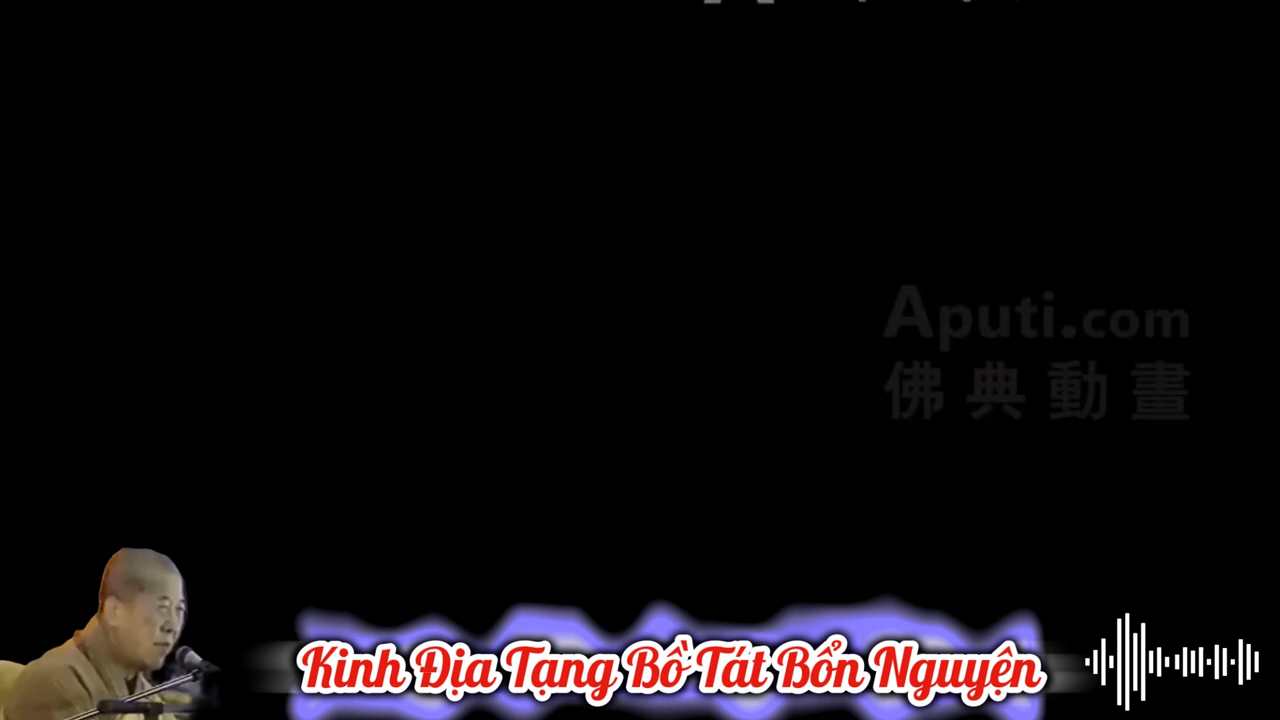 Aputi.com
佛典動畫
Kinh Địa Tạng Bồ Tát Bổn Nguyện